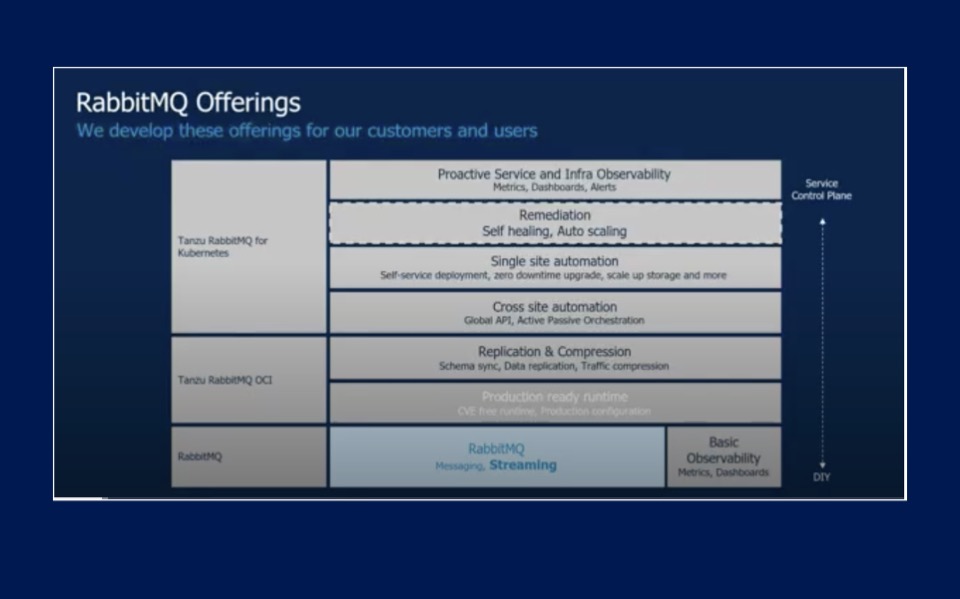 RabbitMQ Offerings
We develop these offerings for our customers and users
Tanzu RabbitMQ for
Kubernetes
Proactive Service and Infra Observability
Metrics, Dashboards, Alerts
Remediation
Self healing, Auto scaling
Single site automation
Self-service deployment, zero downtime upgrade, scale up storage and more
Cross site automation
Global API, Active Passive Orchestration
Tanzu RabbitMQ OCI
Replication & Compression
Schema sync, Data replication, Traffic compression
Production ready runtime
CVE free runtime, Production configuration
RabbitMQ
RabbitMQ
Messaging, Streaming
Basic
Observability
Metrics, Dashboards
Service
Control Plane
DIY